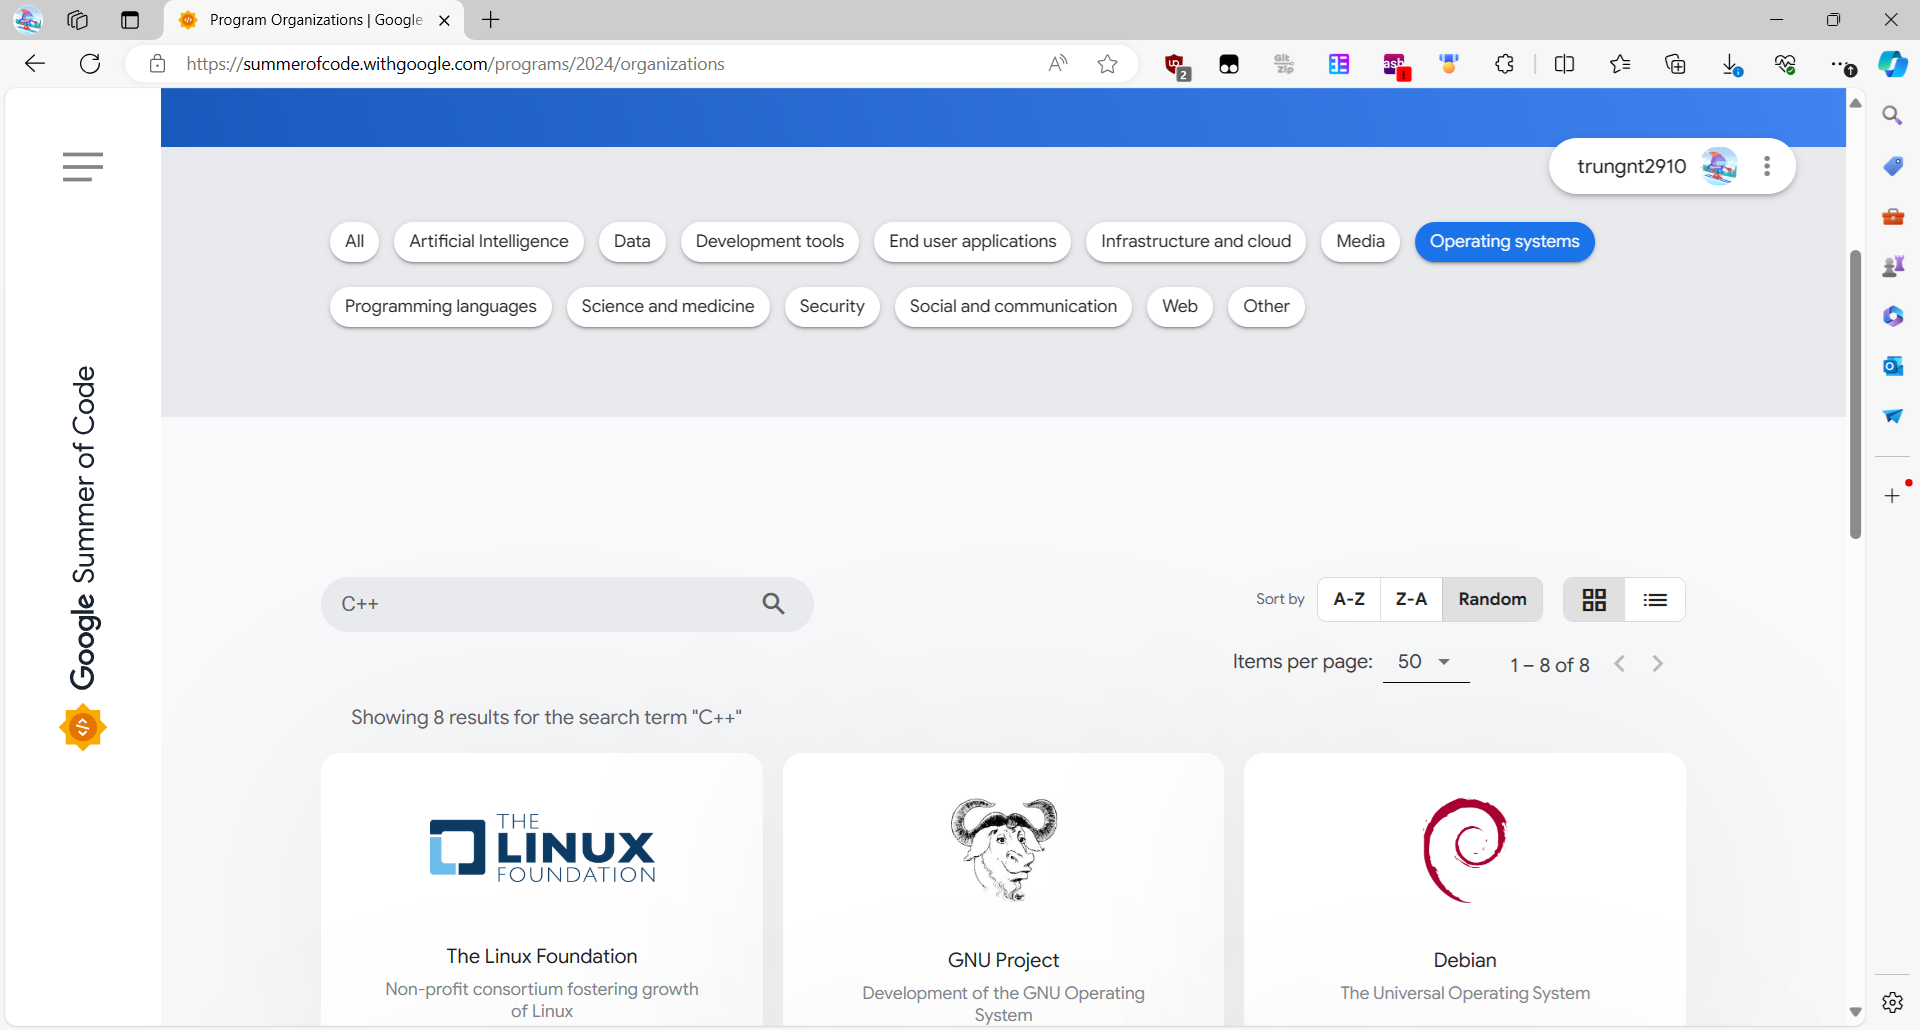 Program Organizations | Google
https://summerofcode.withgoogle.com/programs/2024/organizations
2
Git
zip
asb
!
trungnt2910
All
Artificial Intelligence
Data
Development tools
End user applications
Infrastructure and cloud
Media
Operating systems
Programming languages
Science and medicine
Security
Social and communication
Web
Other
Google Summer of Code
C++
Sort by
A-Z
Z-A
Random
Items per page:
50
1 – 8 of 8
Showing 8 results for the search term "C++"
THE
LINUX
FOUNDATION
The Linux Foundation
Non-profit consortium fostering growth
of Linux
GNU Project
Development of the GNU Operating
System
Debian
The Universal Operating System